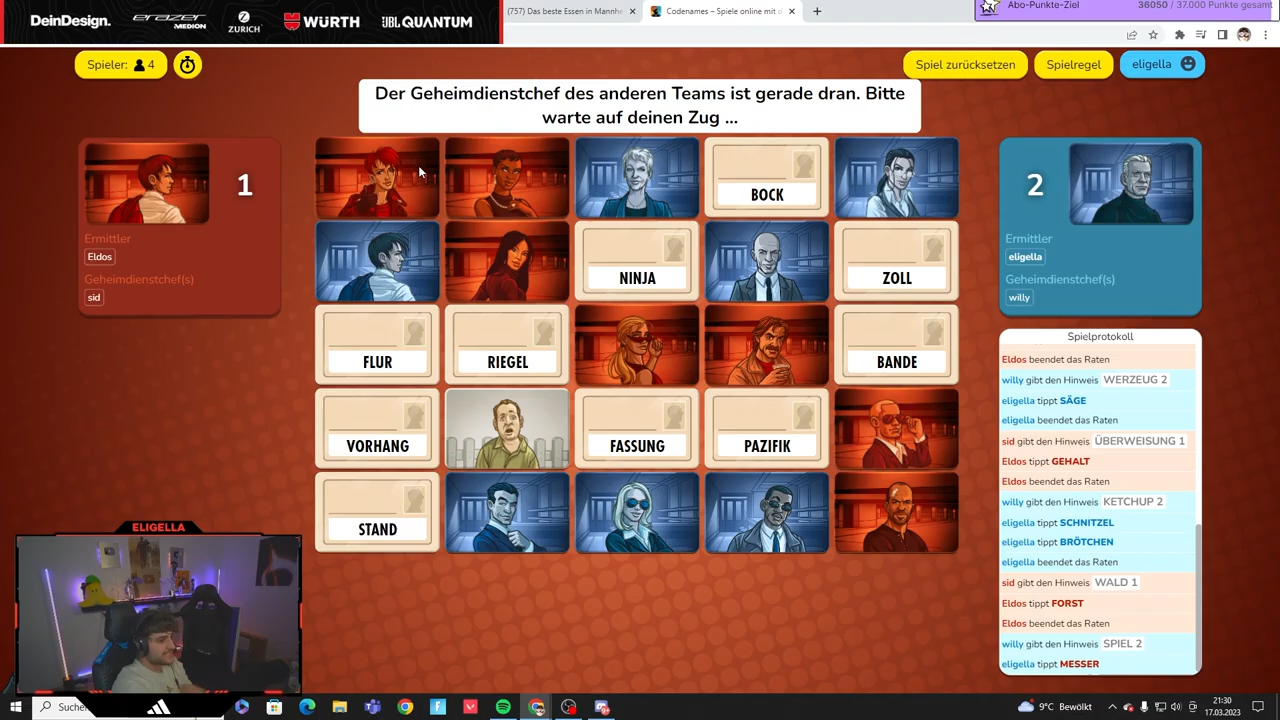 DeinDesign.
erazer
MEDION
ZURICH
WÜRTH
JBL QUANTUM
(757) Das beste Essen in Mannhe
Codenames – Spiele online mit d
Abo-Punkte-Ziel
36050 / 37.000 Punkte gesamt
Spieler: 4
Spiel zurücksetzen
Spielregel
eligella
Der Geheimdienstchef des anderen Teams ist gerade dran. Bitte
warte auf deinen Zug ...
1
Ermittler
Eldos
Geheimdienstchef(s)
sid
BOCK
NINJA
ZOLL
FLUR
RIEGEL
BANDE
VORHANG
FASSUNG
PAZIFIK
STAND
2
Ermittler
eligella
Geheimdienstchef(s)
willy
Spielprotokoll
Eldos beendet das Raten
willy gibt den Hinweis WERZEUG 2
eligella tippt SÄGE
eligella beendet das Raten
sid gibt den Hinweis ÜBERWEISUNG 1
Eldos tippt GEHALT
Eldos beendet das Raten
willy gibt den Hinweis KETCHUP 2
eligella tippt SCHNITZEL
eligella tippt BRÖTCHEN
eligella beendet das Raten
sid gibt den Hinweis WALD 1
Eldos tippt FORST
Eldos beendet das Raten
willy gibt den Hinweis SPIEL 2
eligella tippt MESSER
ELIGELLA
Suche
9°C Bewölkt
21:30
17.03.2023